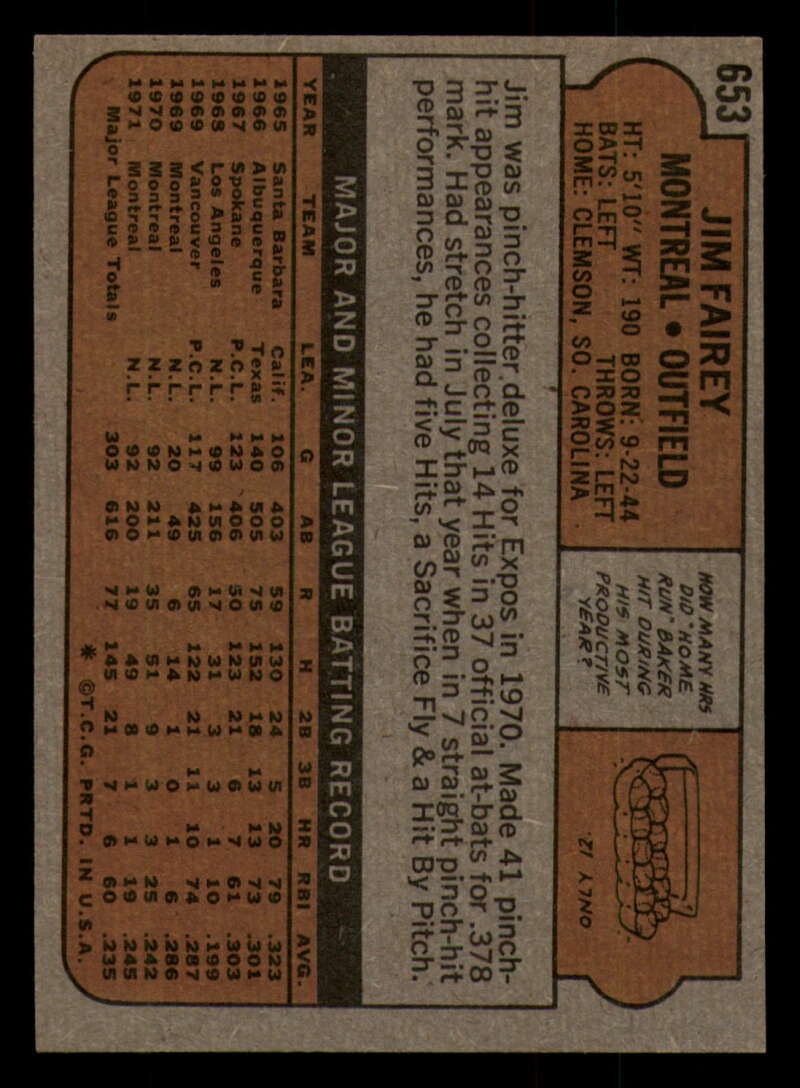 653
JIM FAIREY
MONTREAL • OUTFIELD
HT: 5'10" WT: 190 BORN: 9-22-44
BATS: LEFT THROWS: LEFT
HOME: CLEMSON, SO. CAROLINA
HOW MANY HRS
DID "HOME
RUN" BAKER
HIT DURING
HIS MOST
PRODUCTIVE
YEAR?
ONLY 12.
Jim was pinch-hitter deluxe for Expos in 1970. Made 41 pinch-
hit appearances collecting 14 Hits in 37 official at-bats for .378
mark. Had stretch in July that year when in 7 straight pinch-hit
performances, he had five Hits, a Sacrifice Fly & a Hit By Pitch.
MAJOR AND MINOR LEAGUE BATTING RECORD
YEAR TEAM LEA. G AB R H 2B 3B HR RBI AVG.
1965 Santa Barbara Calif. 106 403 59 130 24 5 20 79 .323
1966 Albuquerque Texas 140 505 75 152 18 13 13 73 .301
1967 Spokane P.C.L. 123 406 50 123 21 6 7 61 .303
1968 Los Angeles N.L. 99 156 17 31 3 3 1 10 .199
1969 Vancouver P.C.L. 117 425 65 122 21 11 10 74 .287
1969 Montreal N.L. 20 49 6 14 1 0 1 6 .286
1970 Montreal N.L. 92 211 35 51 9 3 3 25 .242
1971 Montreal N.L. 92 200 19 49 8 1 1 19 .245
Major League Totals 303 616 77 145 21 7 6 60 .235
* ©T.C.G. PRTD. IN U.S.A.